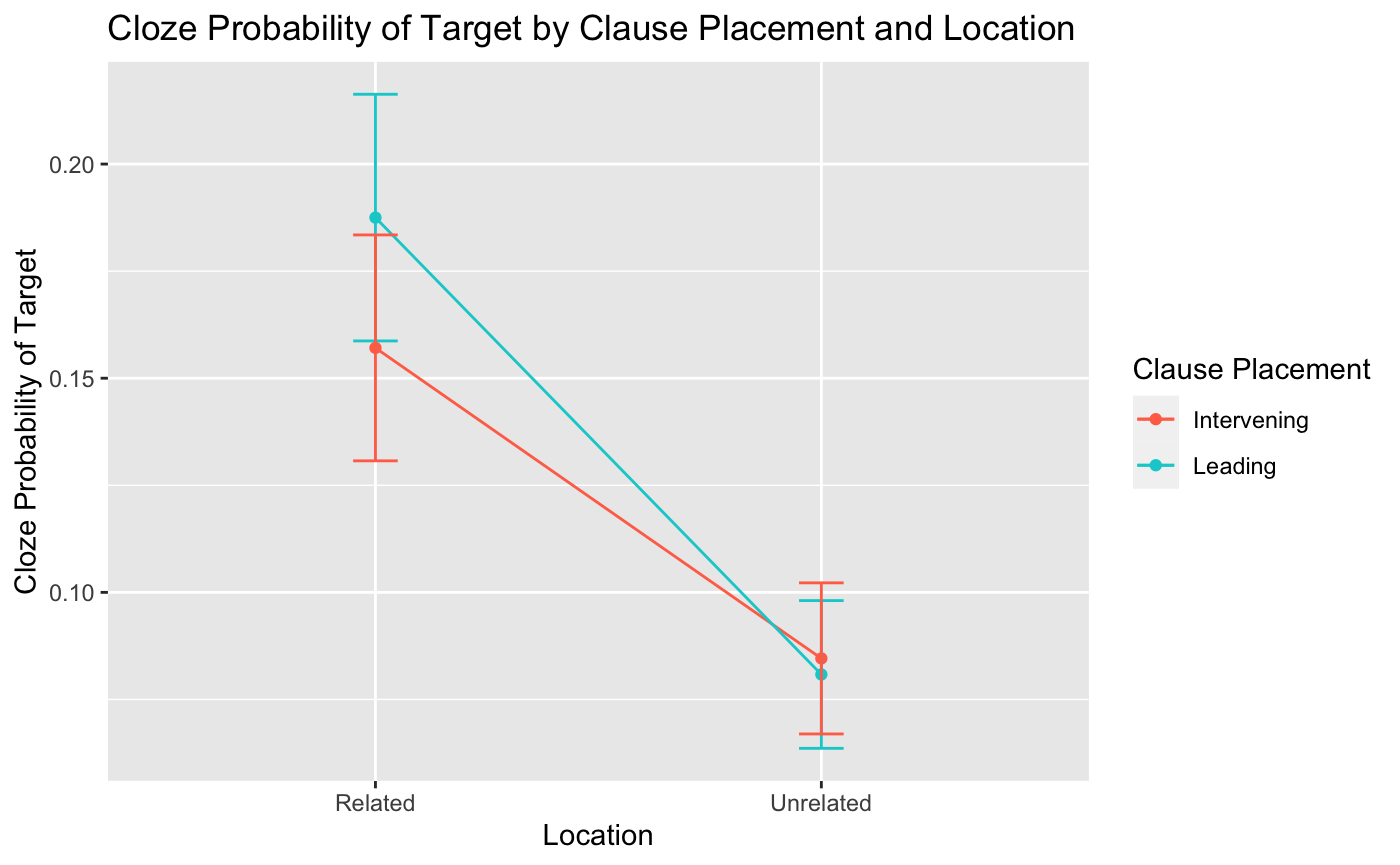 Cloze Probability of Target by Clause Placement and Location
Cloze Probability of Target
0.20
0.15
0.10
Related
Unrelated
Location
Clause Placement
Intervening
Leading